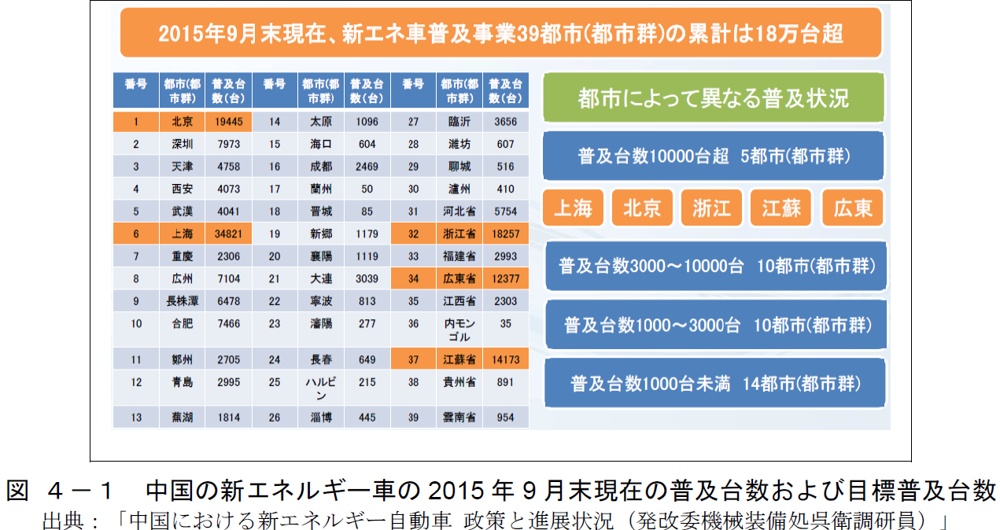 2015年9月末現在、新エネ車普及事業39都市(都市群)の累計は18万台超
番号 都市(都市群) 普及台数(台) 番号 都市(都市群) 普及台数(台) 番号 都市(都市群) 普及台数(台)
1 北京 19445 14 太原 1096 27 臨沂 3656
2 深圳 7973 15 海口 604 28 濰坊 607
3 天津 4758 16 成都 2469 29 聊城 516
4 西安 4073 17 蘭州 50 30 瀘州 410
5 武漢 4041 18 晋城 85 31 河北省 5754
6 上海 34821 19 新郷 1179 32 浙江省 18257
7 重慶 2306 20 襄陽 1119 33 福建省 2993
8 広州 7104 21 大連 3039 34 広東省 12377
9 長株潭 6478 22 寧波 813 35 江西省 2303
10 合肥 7466 23 瀋陽 277 36 内モンゴル 35
11 鄭州 2705 24 長春 649 37 江蘇省 14173
12 青島 2995 25 ハルビン 215 38 貴州省 891
13 蕪湖 1814 26 淄博 445 39 雲南省 954
都市によって異なる普及状況
普及台数10000台超 5都市(都市群)
上海 北京 浙江 江蘇 広東
普及台数3000～10000台 10都市(都市群)
普及台数1000～3000台 10都市(都市群)
普及台数1000台未満 14都市(都市群)
図 ４－１ 中国の新エネルギー車の 2015 年 9 月末現在の普及台数および目標普及台数
出典：「中国における新エネルギー自動車 政策と進展状況（発改委機械装備処呉衛調研員）」